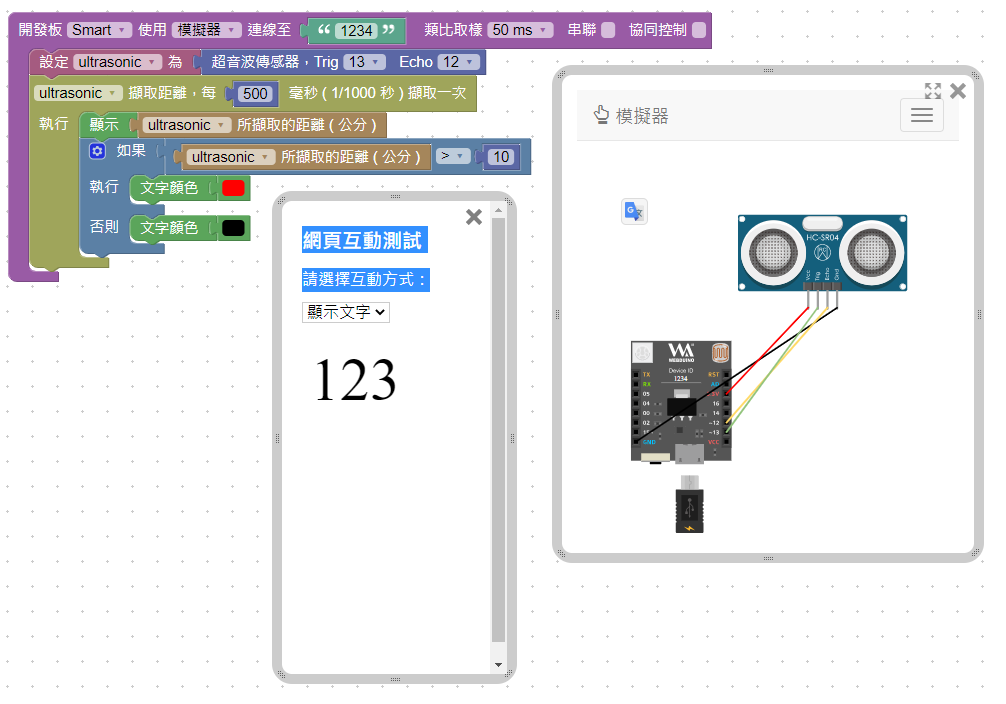 開發板 Smart 使用 模擬器 連線至 “ 1234 ” 類比取樣 50 ms 串聯 協同控制
設定 ultrasonic 為 超音波傳感器，Trig 13 Echo 12
ultrasonic 擷取距離，每 500 毫秒 ( 1/1000 秒 ) 擷取一次
執行 顯示 ultrasonic 所擷取的距離 ( 公分 )
如果 ultrasonic 所擷取的距離 ( 公分 ) > 10
執行 文字顏色
否則 文字顏色
網頁互動測試
請選擇互動方式：
顯示文字
123
模擬器
G
HC-SR04
Vcc Trig Echo Gnd
WEBDUINO
Device ID
1234
TX RST
RX AD
05
04 16
00 14
02 ~12
~13
GND VCC